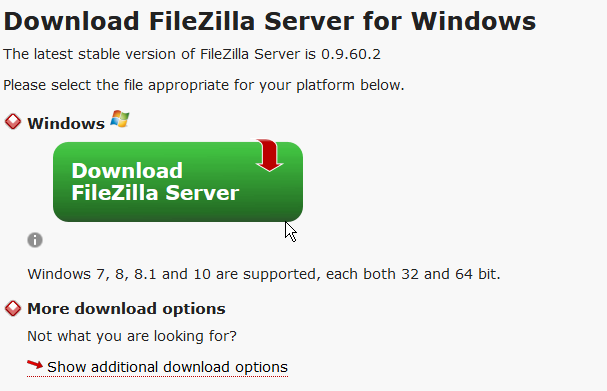 Download FileZilla Server for Windows
The latest stable version of FileZilla Server is 0.9.60.2
Please select the file appropriate for your platform below.
Windows
Download
FileZilla Server
i
Windows 7, 8, 8.1 and 10 are supported, each both 32 and 64 bit.
More download options
Not what you are looking for?
Show additional download options